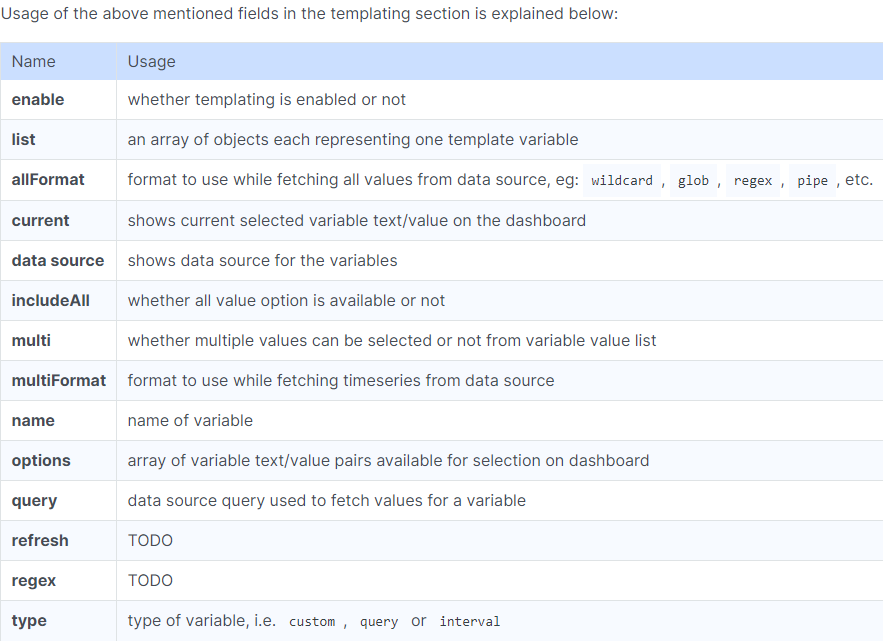 Usage of the above mentioned fields in the templating section is explained below:
Name Usage
enable whether templating is enabled or not
list an array of objects each representing one template variable
allFormat format to use while fetching all values from data source, eg: wildcard , glob , regex , pipe , etc.
current shows current selected variable text/value on the dashboard
data source shows data source for the variables
includeAll whether all value option is available or not
multi whether multiple values can be selected or not from variable value list
multiFormat format to use while fetching timeseries from data source
name name of variable
options array of variable text/value pairs available for selection on dashboard
query data source query used to fetch values for a variable
refresh TODO
regex TODO
type type of variable, i.e. custom , query or interval